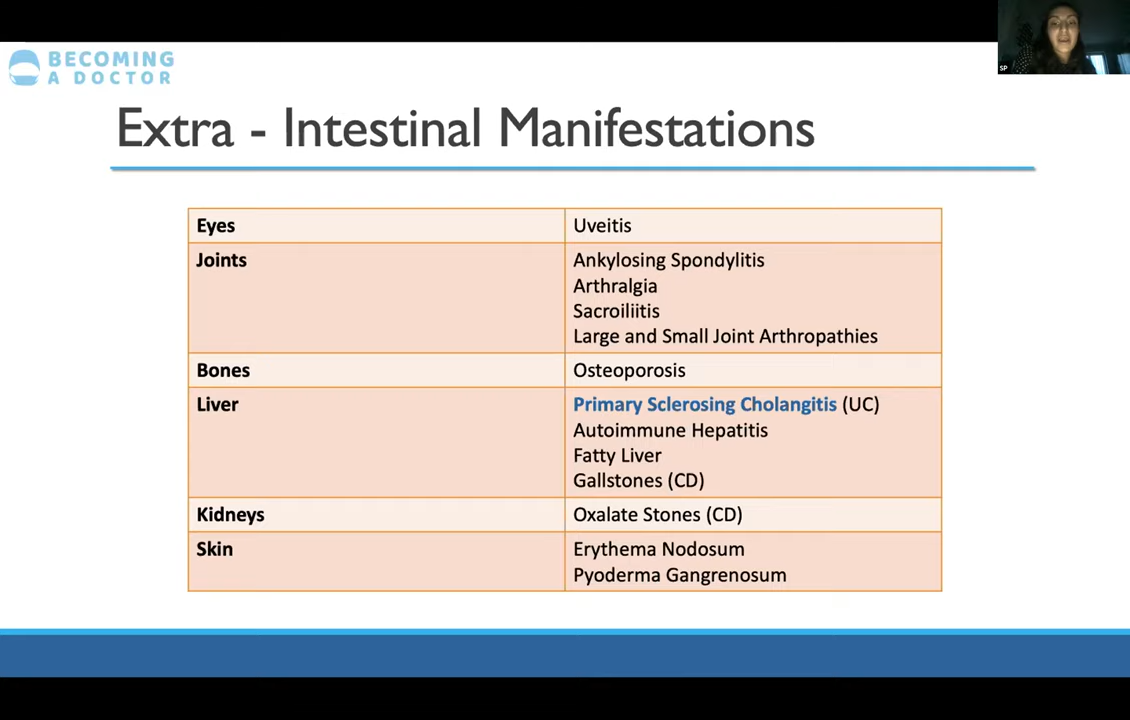 BECOMING
A DOCTOR
SP
Extra - Intestinal Manifestations
Eyes
Uveitis
Joints
Ankylosing Spondylitis
Arthralgia
Sacroiliitis
Large and Small Joint Arthropathies
Bones
Osteoporosis
Liver
Primary Sclerosing Cholangitis (UC)
Autoimmune Hepatitis
Fatty Liver
Gallstones (CD)
Kidneys
Oxalate Stones (CD)
Skin
Erythema Nodosum
Pyoderma Gangrenosum